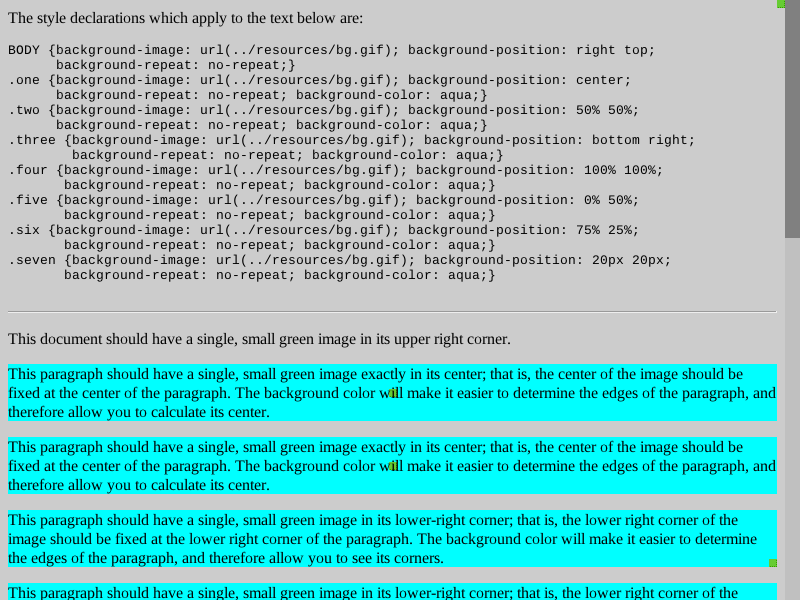 The style declarations which apply to the text below are:
BODY {background-image: url(../resources/bg.gif); background-position: right top;
background-repeat: no-repeat;}
.one {background-image: url(../resources/bg.gif); background-position: center;
background-repeat: no-repeat; background-color: aqua;}
.two {background-image: url(../resources/bg.gif); background-position: 50% 50%;
background-repeat: no-repeat; background-color: aqua;}
.three {background-image: url(../resources/bg.gif); background-position: bottom right;
background-repeat: no-repeat; background-color: aqua;}
.four {background-image: url(../resources/bg.gif); background-position: 100% 100%;
background-repeat: no-repeat; background-color: aqua;}
.five {background-image: url(../resources/bg.gif); background-position: 0% 50%;
background-repeat: no-repeat; background-color: aqua;}
.six {background-image: url(../resources/bg.gif); background-position: 75% 25%;
background-repeat: no-repeat; background-color: aqua;}
.seven {background-image: url(../resources/bg.gif); background-position: 20px 20px;
background-repeat: no-repeat; background-color: aqua;}
This document should have a single, small green image in its upper right corner.
This paragraph should have a single, small green image exactly in its center; that is, the center of the image should be
fixed at the center of the paragraph. The background color will make it easier to determine the edges of the paragraph, and
therefore allow you to calculate its center.
This paragraph should have a single, small green image exactly in its center; that is, the center of the image should be
fixed at the center of the paragraph. The background color will make it easier to determine the edges of the paragraph, and
therefore allow you to calculate its center.
This paragraph should have a single, small green image in its lower-right corner; that is, the lower right corner of the
image should be fixed at the lower right corner of the paragraph. The background color will make it easier to determine
the edges of the paragraph, and therefore allow you to see its corners.
This paragraph should have a single, small green image in its lower-right corner; that is, the lower right corner of the